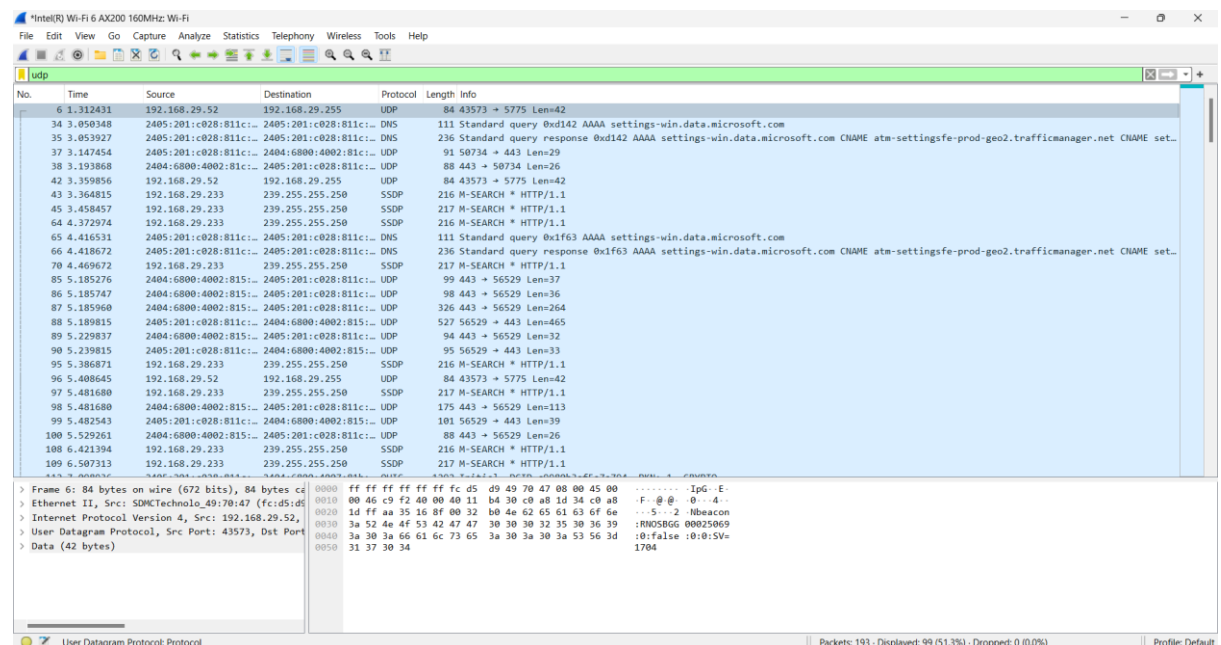 *Intel(R) Wi-Fi 6 AX200 160MHz: Wi-Fi
File Edit View Go Capture Analyze Statistics Telephony Wireless Tools Help
udp
No. Time Source Destination Protocol Length Info
6 1.312431 192.168.29.52 192.168.29.255 UDP 84 43573 → 5775 Len=42
34 3.050348 2405:201:c028:811c:… 2405:201:c028:811c:… DNS 111 Standard query 0xd142 AAAA settings-win.data.microsoft.com
35 3.053927 2405:201:c028:811c:… 2405:201:c028:811c:… DNS 236 Standard query response 0xd142 AAAA settings-win.data.microsoft.com CNAME atm-settingsfe-prod-geo2.trafficmanager.net CNAME set…
37 3.147454 2405:201:c028:811c:… 2404:6800:4002:81c:… UDP 91 50734 → 443 Len=29
38 3.193868 2404:6800:4002:81c:… 2405:201:c028:811c:… UDP 88 443 → 50734 Len=26
42 3.359856 192.168.29.52 192.168.29.255 UDP 84 43573 → 5775 Len=42
43 3.364815 192.168.29.233 239.255.255.250 SSDP 216 M-SEARCH * HTTP/1.1
45 3.458457 192.168.29.233 239.255.255.250 SSDP 217 M-SEARCH * HTTP/1.1
64 4.372974 192.168.29.233 239.255.255.250 SSDP 216 M-SEARCH * HTTP/1.1
65 4.416531 2405:201:c028:811c:… 2405:201:c028:811c:… DNS 111 Standard query 0x1f63 AAAA settings-win.data.microsoft.com
66 4.418672 2405:201:c028:811c:… 2405:201:c028:811c:… DNS 236 Standard query response 0x1f63 AAAA settings-win.data.microsoft.com CNAME atm-settingsfe-prod-geo2.trafficmanager.net CNAME set…
70 4.469672 192.168.29.233 239.255.255.250 SSDP 217 M-SEARCH * HTTP/1.1
85 5.185276 2404:6800:4002:815:… 2405:201:c028:811c:… UDP 99 443 → 56529 Len=37
86 5.185747 2404:6800:4002:815:… 2405:201:c028:811c:… UDP 98 443 → 56529 Len=36
87 5.185960 2404:6800:4002:815:… 2405:201:c028:811c:… UDP 326 443 → 56529 Len=264
88 5.189815 2405:201:c028:811c:… 2404:6800:4002:815:… UDP 527 56529 → 443 Len=465
89 5.229837 2404:6800:4002:815:… 2405:201:c028:811c:… UDP 94 443 → 56529 Len=32
90 5.239815 2405:201:c028:811c:… 2404:6800:4002:815:… UDP 95 56529 → 443 Len=33
95 5.386871 192.168.29.233 239.255.255.250 SSDP 216 M-SEARCH * HTTP/1.1
96 5.408645 192.168.29.52 192.168.29.255 UDP 84 43573 → 5775 Len=42
97 5.481680 192.168.29.233 239.255.255.250 SSDP 217 M-SEARCH * HTTP/1.1
98 5.481680 2404:6800:4002:815:… 2405:201:c028:811c:… UDP 175 443 → 56529 Len=113
99 5.482543 2405:201:c028:811c:… 2404:6800:4002:815:… UDP 101 56529 → 443 Len=39
100 5.529261 2404:6800:4002:815:… 2405:201:c028:811c:… UDP 88 443 → 56529 Len=26
108 6.421394 192.168.29.233 239.255.255.250 SSDP 216 M-SEARCH * HTTP/1.1
109 6.507313 192.168.29.233 239.255.255.250 SSDP 217 M-SEARCH * HTTP/1.1
Frame 6: 84 bytes on wire (672 bits), 84 bytes ca
Ethernet II, Src: SDMCTechnolo_49:70:47 (fc:d5:d9
Internet Protocol Version 4, Src: 192.168.29.52,
User Datagram Protocol, Src Port: 43573, Dst Port
Data (42 bytes)
0000 ff ff ff ff ff ff fc d5 d9 49 70 47 08 00 45 00 ········ ·IpG··E·
0010 00 46 c9 f2 40 00 40 11 b4 30 c0 a8 1d 34 c0 a8 ·F··@·@· ·0···4··
0020 1d ff aa 35 16 8f 00 32 b0 4e 62 65 61 63 6f 6e ···5···2 ·Nbeacon
0030 3a 52 4e 4f 53 42 47 47 30 30 30 32 35 30 36 39 :RNOSBGG 00025069
0040 3a 30 3a 66 61 6c 73 65 3a 30 3a 30 3a 53 56 3d :0:false :0:0:SV=
0050 31 37 30 34 1704
User Datagram Protocol: Protocol
Packets: 193 · Displayed: 99 (51.3%) · Dropped: 0 (0.0%)
Profile: Default